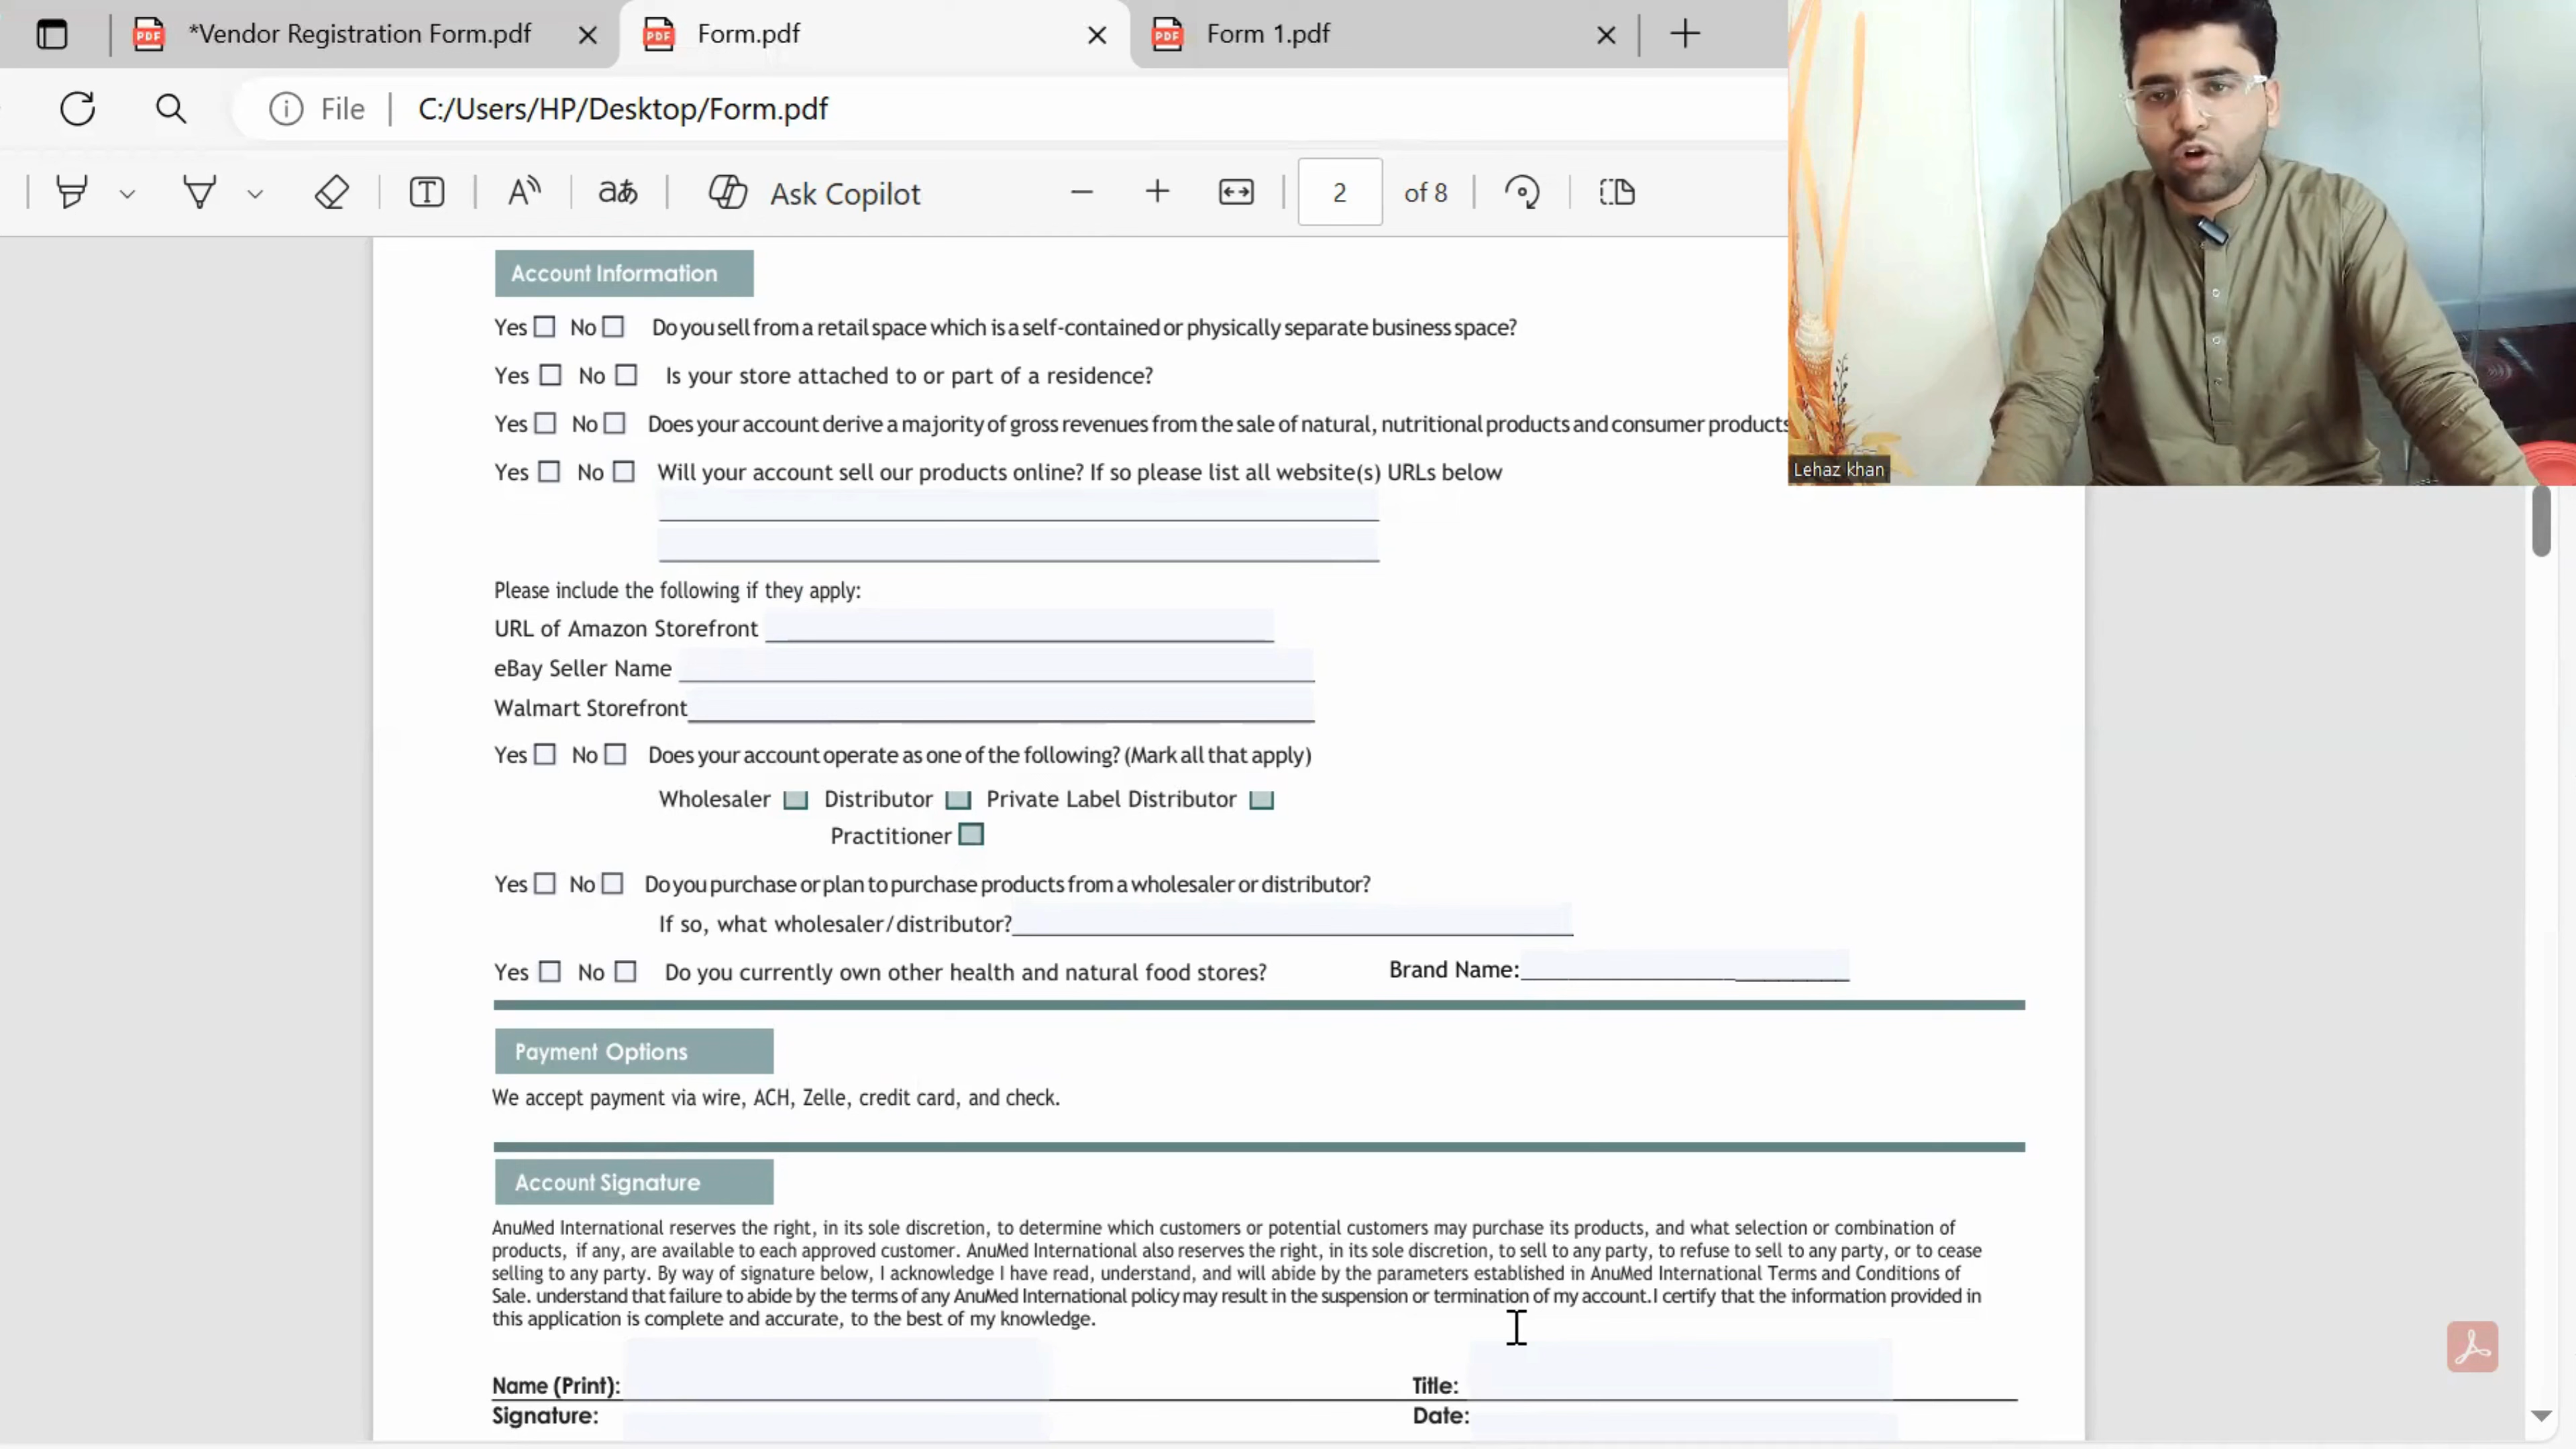 *Vendor Registration Form.pdf
Form.pdf
Form 1.pdf
File
C:/Users/HP/Desktop/Form.pdf
Ask Copilot
2 of 8
Lehaz khan
Account Information
Yes No Do you sell from a retail space which is a self-contained or physically separate business space?
Yes No Is your store attached to or part of a residence?
Yes No Does your account derive a majority of gross revenues from the sale of natural, nutritional products and consumer products
Yes No Will your account sell our products online? If so please list all website(s) URLs below
Please include the following if they apply:
URL of Amazon Storefront
eBay Seller Name
Walmart Storefront
Yes No Does your account operate as one of the following? (Mark all that apply)
Wholesaler Distributor Private Label Distributor
Practitioner
Yes No Do you purchase or plan to purchase products from a wholesaler or distributor?
If so, what wholesaler/distributor?
Yes No Do you currently own other health and natural food stores? Brand Name:
Payment Options
We accept payment via wire, ACH, Zelle, credit card, and check.
Account Signature
AnuMed International reserves the right, in its sole discretion, to determine which customers or potential customers may purchase its products, and what selection or combination of
products, if any, are available to each approved customer. AnuMed International also reserves the right, in its sole discretion, to sell to any party, to refuse to sell to any party, or to cease
selling to any party. By way of signature below, I acknowledge I have read, understand, and will abide by the parameters established in AnuMed International Terms and Conditions of
Sale. understand that failure to abide by the terms of any AnuMed International policy may result in the suspension or termination of my account.I certify that the information provided in
this application is complete and accurate, to the best of my knowledge.
Name (Print): Title:
Signature: Date: